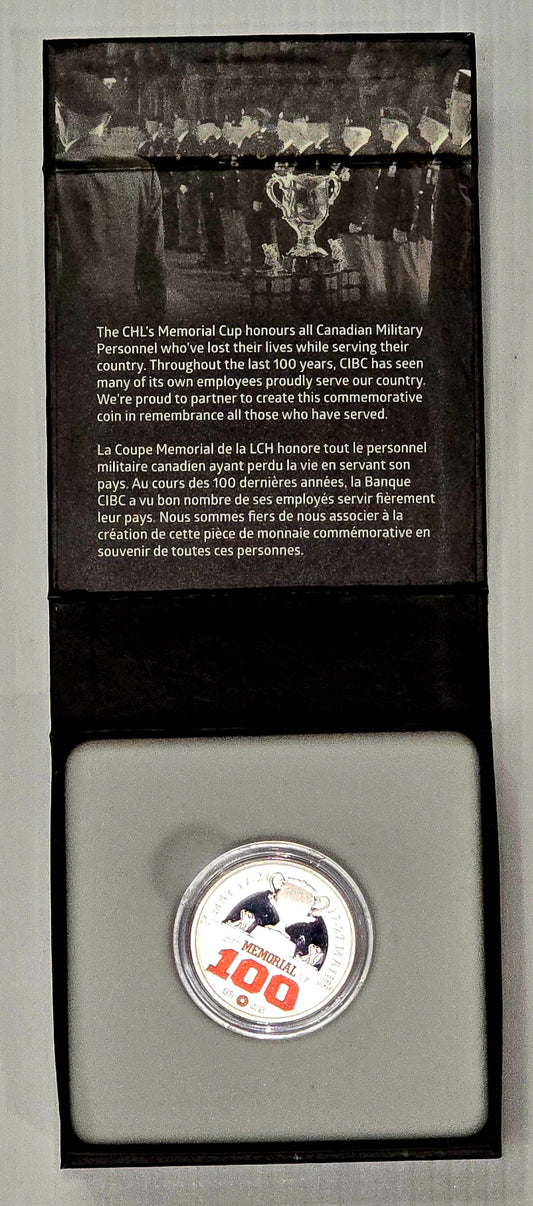 The CHL's Memorial Cup honours all Canadian Military
Personnel who've lost their lives while serving their
country. Throughout the last 100 years, CIBC has seen
many of its own employees proudly serve our country.
We're proud to partner to create this commemorative
coin in remembrance all those who have served.
La Coupe Memorial de la LCH honore tout le personnel
militaire canadien ayant perdu la vie en servant son
pays. Au cours des 100 dernières années, la Banque
CIBC a vu bon nombre de ses employés servir fièrement
leur pays. Nous sommes fiers de nous associer à la
création de cette pièce de monnaie commémorative en
souvenir de toutes ces personnes.
MEMORIAL
100